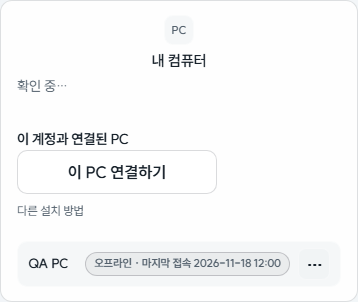 PC
내 컴퓨터
확인 중…
이 계정과 연결된 PC
이 PC 연결하기
다른 설치 방법
QA PC 오프라인 · 마지막 접속 2026-11-18 12:00 ...